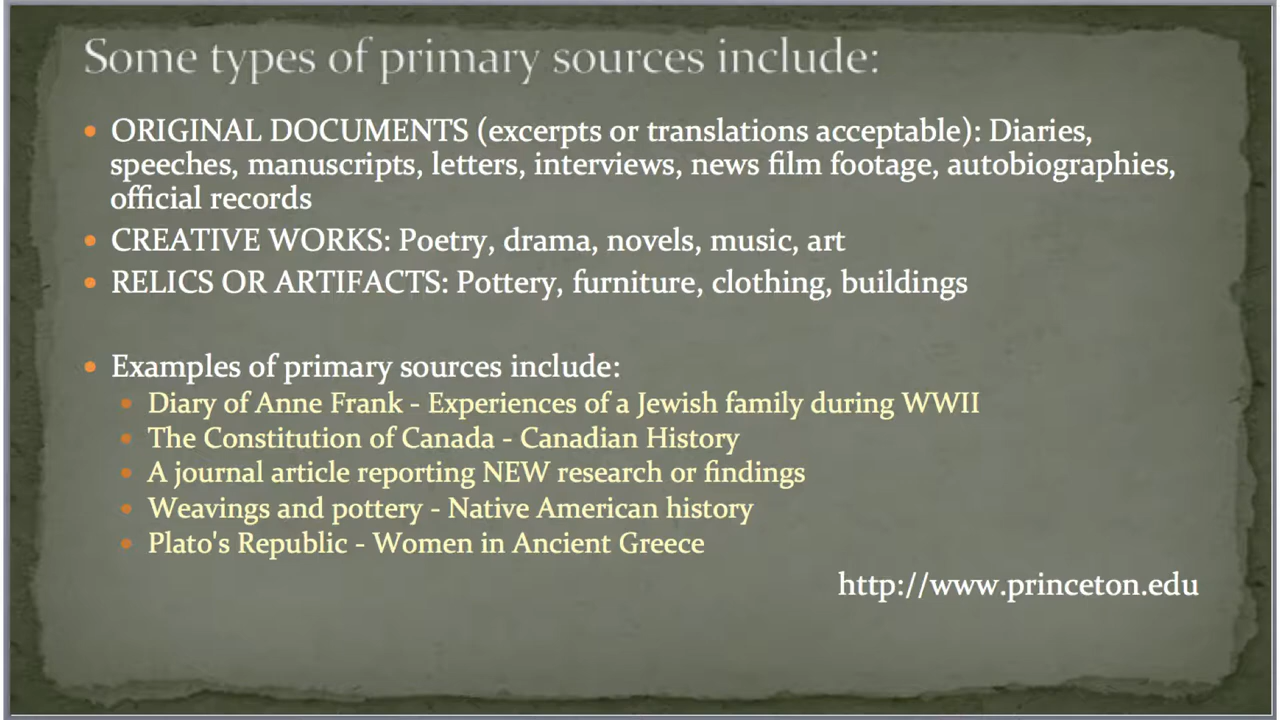 Some types of primary sources include:
• ORIGINAL DOCUMENTS (excerpts or translations acceptable): Diaries,
speeches, manuscripts, letters, interviews, news film footage, autobiographies,
official records
• CREATIVE WORKS: Poetry, drama, novels, music, art
• RELICS OR ARTIFACTS: Pottery, furniture, clothing, buildings
• Examples of primary sources include:
• Diary of Anne Frank - Experiences of a Jewish family during WWII
• The Constitution of Canada - Canadian History
• A journal article reporting NEW research or findings
• Weavings and pottery - Native American history
• Plato's Republic - Women in Ancient Greece
http://www.princeton.edu